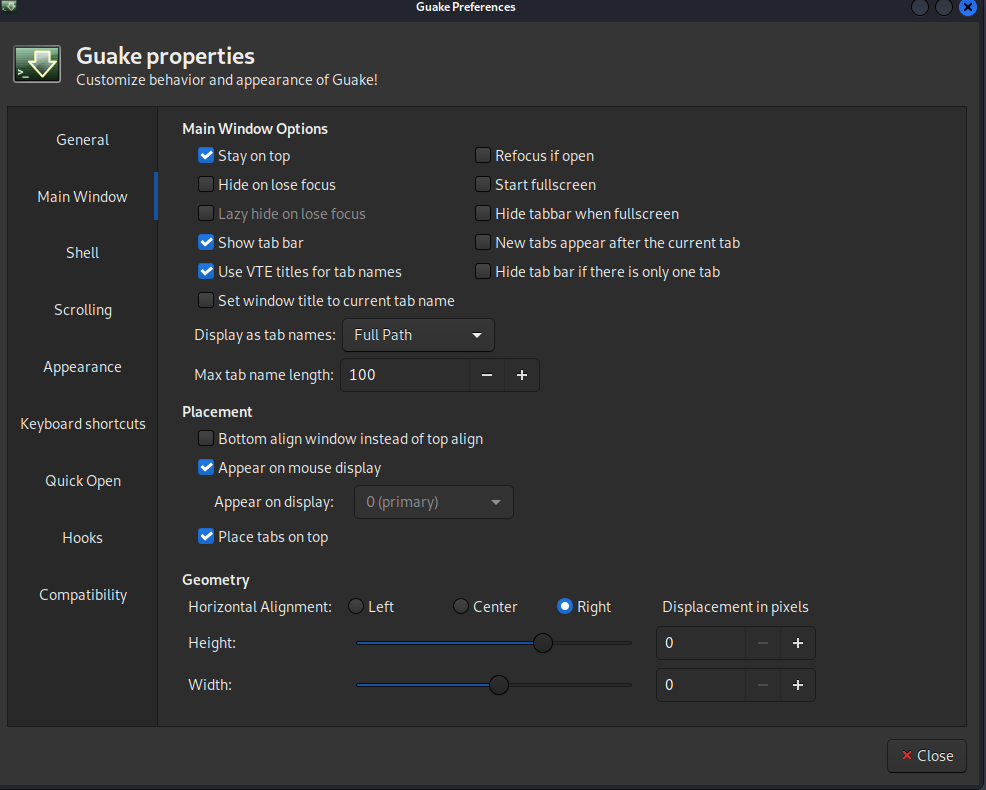 Guake Preferences
Guake properties
Customize behavior and appearance of Guake!
General
Main Window
Shell
Scrolling
Appearance
Keyboard shortcuts
Quick Open
Hooks
Compatibility
Main Window Options
Stay on top
Refocus if open
Hide on lose focus
Start fullscreen
Lazy hide on lose focus
Hide tabbar when fullscreen
Show tab bar
New tabs appear after the current tab
Use VTE titles for tab names
Hide tab bar if there is only one tab
Set window title to current tab name
Display as tab names: Full Path
Max tab name length: 100 − +
Placement
Bottom align window instead of top align
Appear on mouse display
Appear on display: 0 (primary)
Place tabs on top
Geometry
Horizontal Alignment: Left Center Right Displacement in pixels
Height: 0 − +
Width: 0 − +
Close